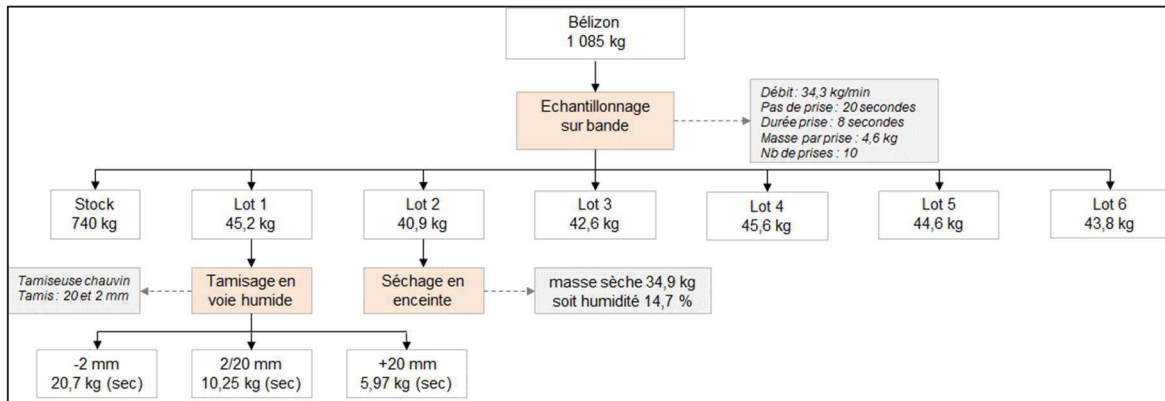 Bélizon
1 085 kg
Echantillonnage
sur bande
Débit : 34,3 kg/min
Pas de prise : 20 secondes
Durée prise : 8 secondes
Masse par prise : 4,6 kg
Nb de prises : 10
Stock
740 kg
Lot 1
45,2 kg
Lot 2
40,9 kg
Lot 3
42,6 kg
Lot 4
45,6 kg
Lot 5
44,6 kg
Lot 6
43,8 kg
Tamiseuse chauvin
Tamis : 20 et 2 mm
Tamisage en
voie humide
Séchage en
enceinte
masse sèche 34,9 kg
soit humidité 14,7 %
-2 mm
20,7 kg (sec)
2/20 mm
10,25 kg (sec)
+20 mm
5,97 kg (sec)